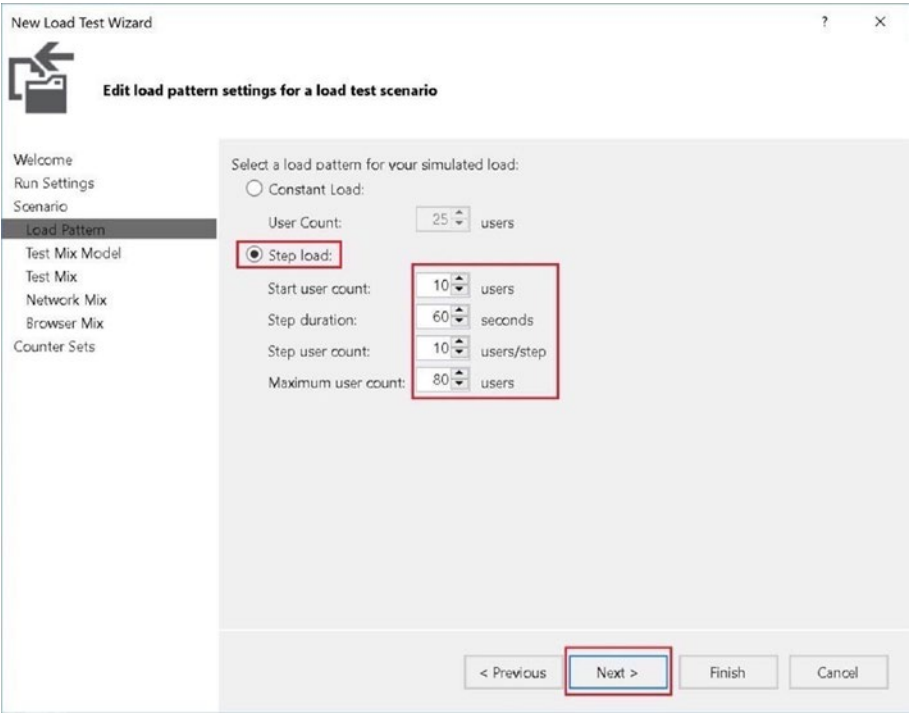 New Load Test Wizard
?
Edit load pattern settings for a load test scenario
Welcome
Run Settings
Scenario
Load Pattern
Test Mix Model
Test Mix
Network Mix
Browser Mix
Counter Sets
Select a load pattern for your simulated load:
Constant Load:
User Count: 25 users
Step load:
Start user count: 10 users
Step duration: 60 seconds
Step user count: 10 users/step
Maximum user count: 80 users
< Previous Next > Finish Cancel